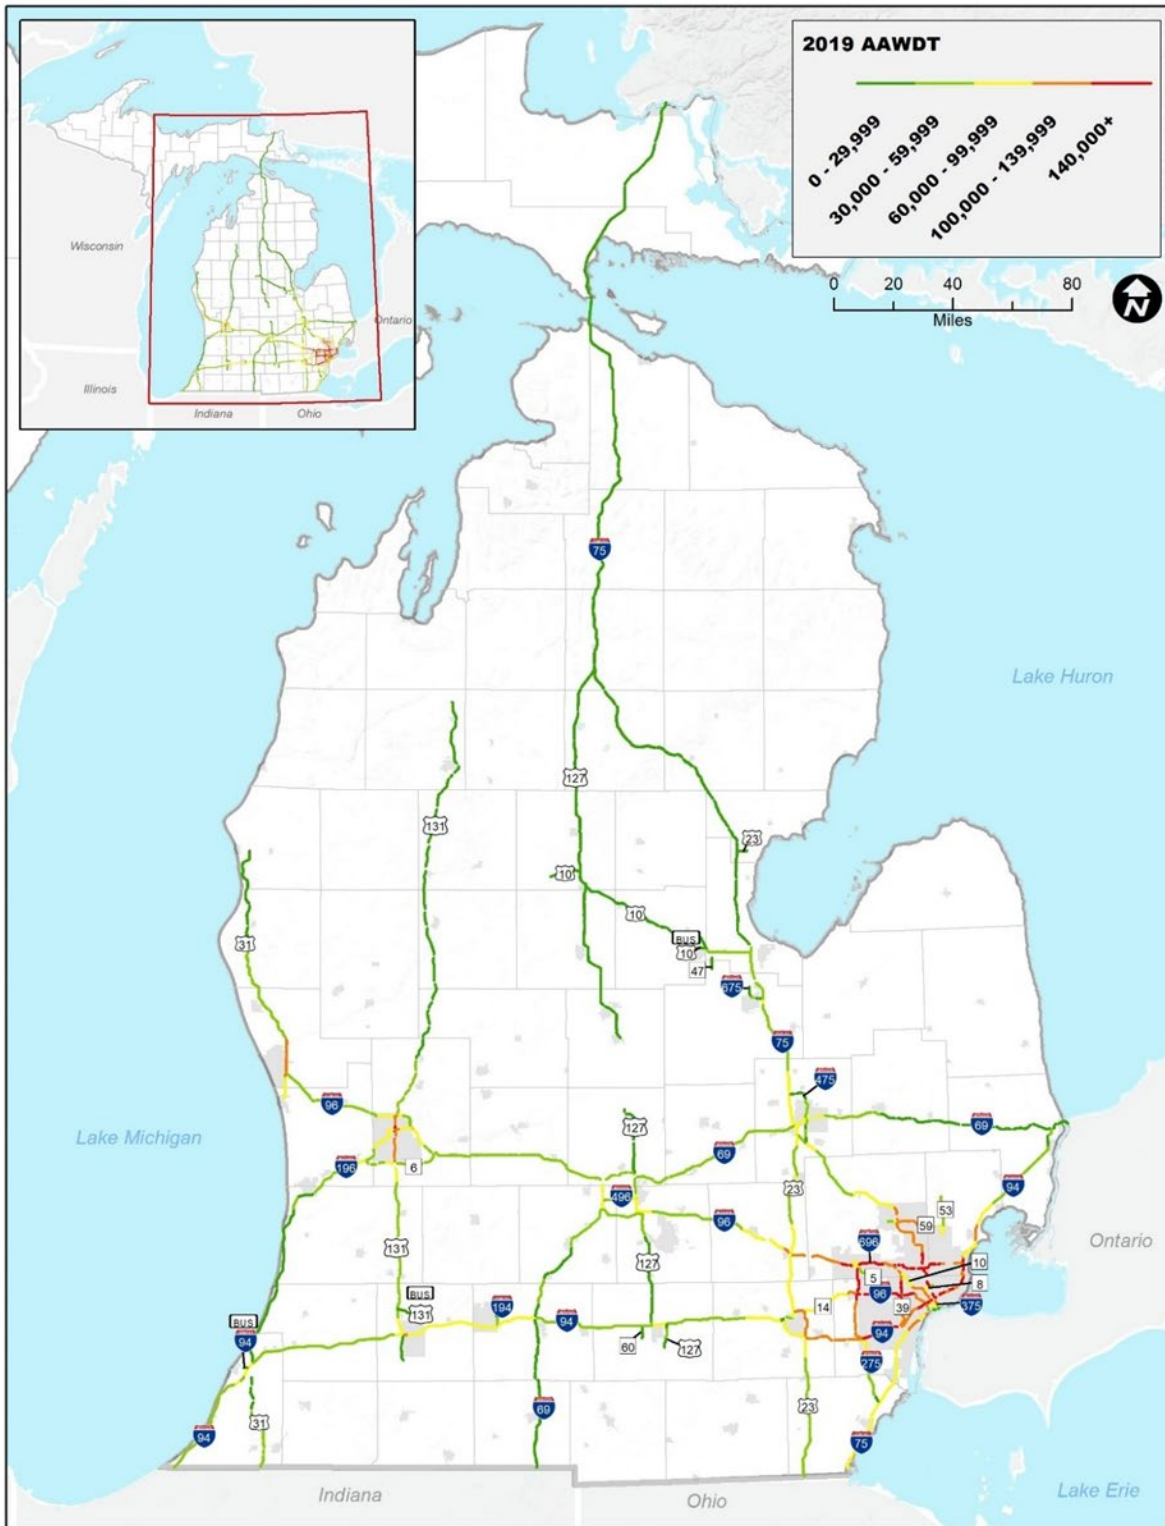 2019 AAWDT
0 - 29,999
30,000 - 59,999
60,000 - 99,999
100,000 - 139,999
140,000+
0 20 40 80
Miles
N
Wisconsin
Ontario
Illinois
Indiana
Ohio
75
Lake Huron
127
131
23
10
10
31
BUS
10
47
675
75
475
96
127
69
69
Lake Michigan
196
6
496
23
94
53
96
59
131
127
696
10
Ontario
5
8
BUS
131
194
96
375
14
39
BUS
94
94
94
60
127
275
23
69
31
94
75
Indiana
Ohio
Lake Erie